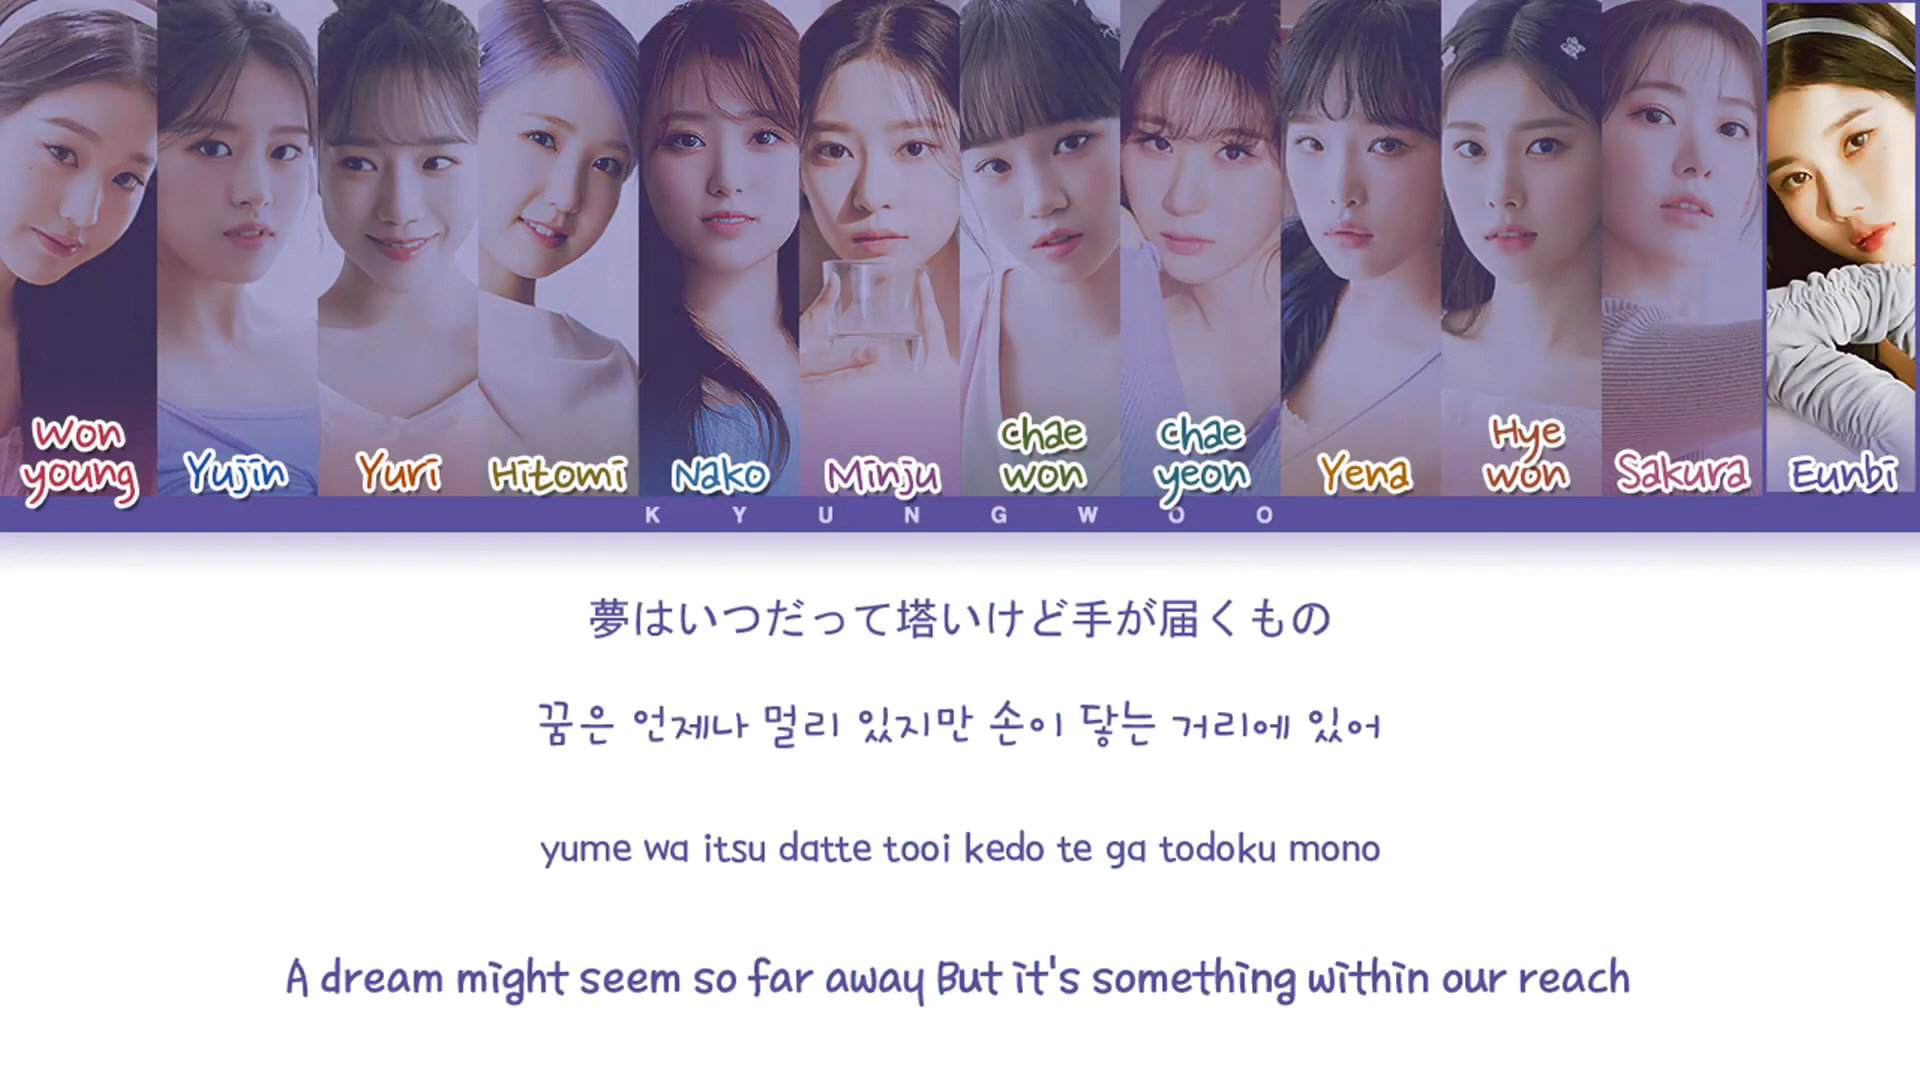 Won young
Yujin
Yuri
Hitomi
Nako
Minju
chae won
chae yeon
Yena
Hye won
Sakura
Eunbi
KYUNGWOO
夢はいつだって塔いけど手が届くもの
꿈은 언제나 멀리 있지만 손이 닿는 거리에 있어
yume wa itsu datte tooi kedo te ga todoku mono
A dream might seem so far away But it's something within our reach